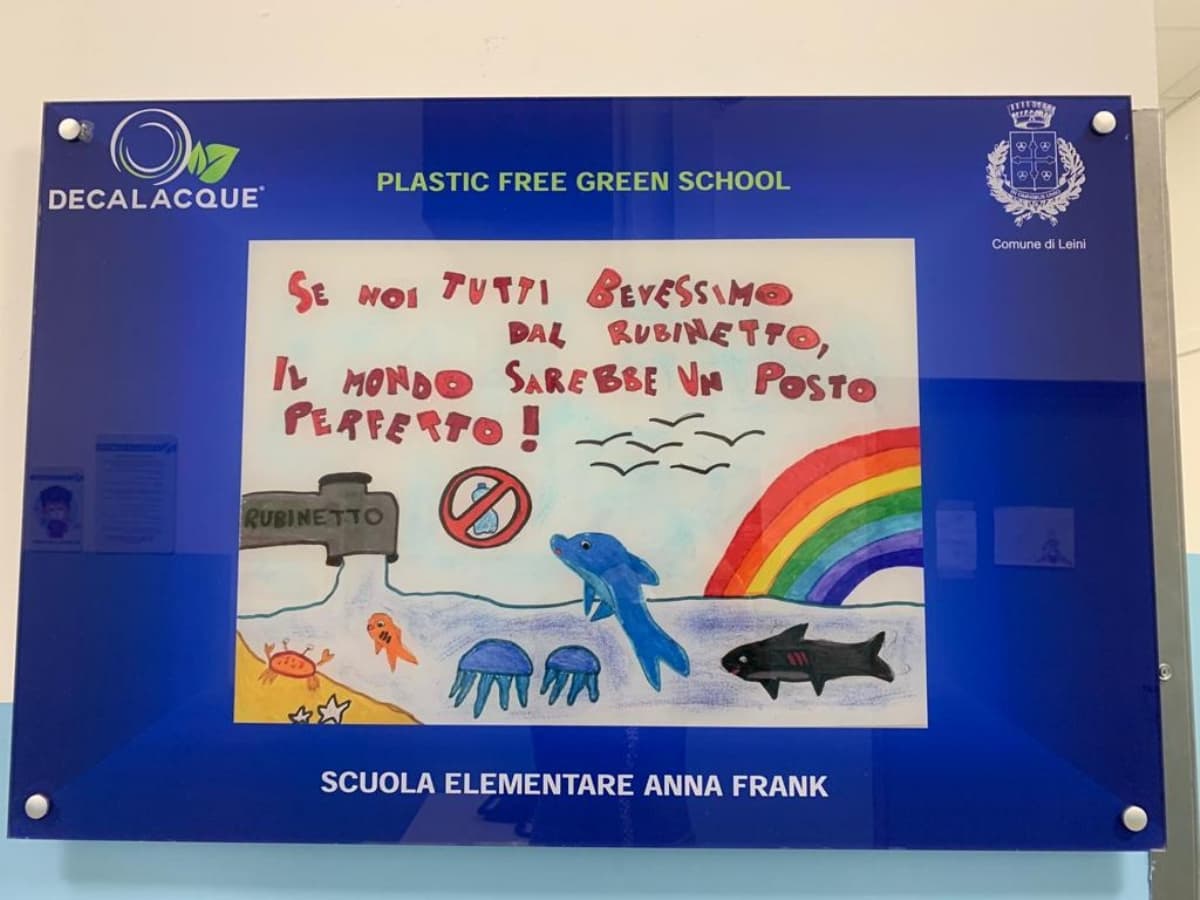 DECALACQUE®
PLASTIC FREE GREEN SCHOOL
Comune di Leini
SE NOI TUTTI BEVESSIMO
DAL RUBINETTO,
IL MONDO SAREBBE UN POSTO
PERFETTO!
RUBINETTO
SCUOLA ELEMENTARE ANNA FRANK